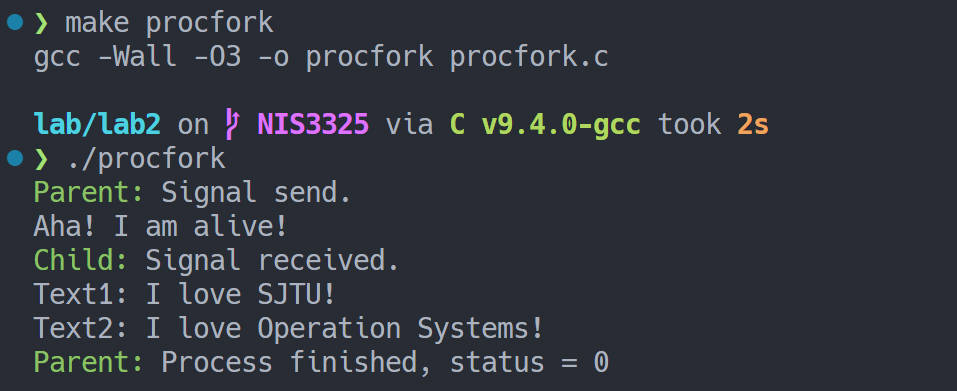 ❯ make procfork
gcc -Wall -O3 -o procfork procfork.c
lab/lab2 on NIS3325 via C v9.4.0-gcc took 2s
❯ ./procfork
Parent: Signal send.
Aha! I am alive!
Child: Signal received.
Text1: I love SJTU!
Text2: I love Operation Systems!
Parent: Process finished, status = 0